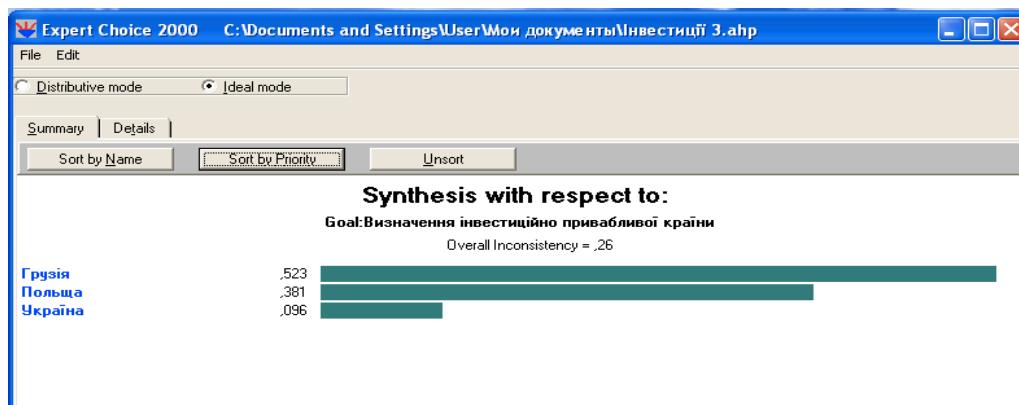 Expert Choice 2000 C:\Documents and Settings\User\Мои документы\Інвестиції 3.ahp
File Edit
Distributive mode Ideal mode
Summary Details
Sort by Name Sort by Priority Unsort
Synthesis with respect to:
Goal:Визначення інвестиційно привабливої країни
Overall Inconsistency = ,26
Грузія ,523
Польща ,381
Україна ,096